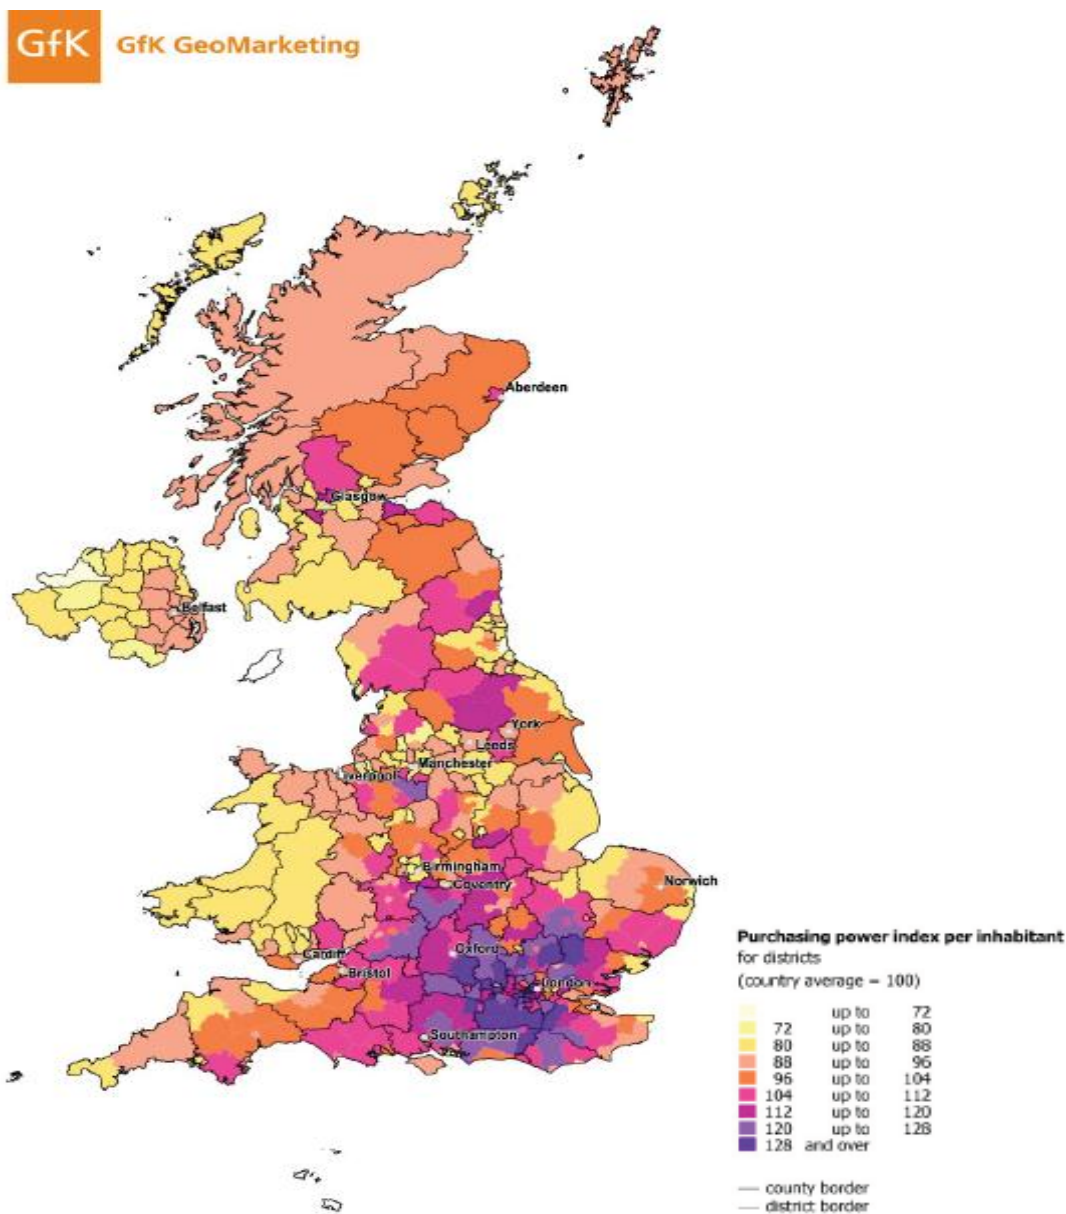 GfK
GfK GeoMarketing
Aberdeen
Glasgow
Belfast
York
Leeds
Manchester
Liverpool
Birmingham
Coventry
Norwich
Oxford
Cardiff
Bristol
London
Southampton
Purchasing power index per inhabitant
for districts
(country average = 100)
up to 72
72 up to 80
80 up to 88
88 up to 96
96 up to 104
104 up to 112
112 up to 120
120 up to 128
128 and over
county border
district border